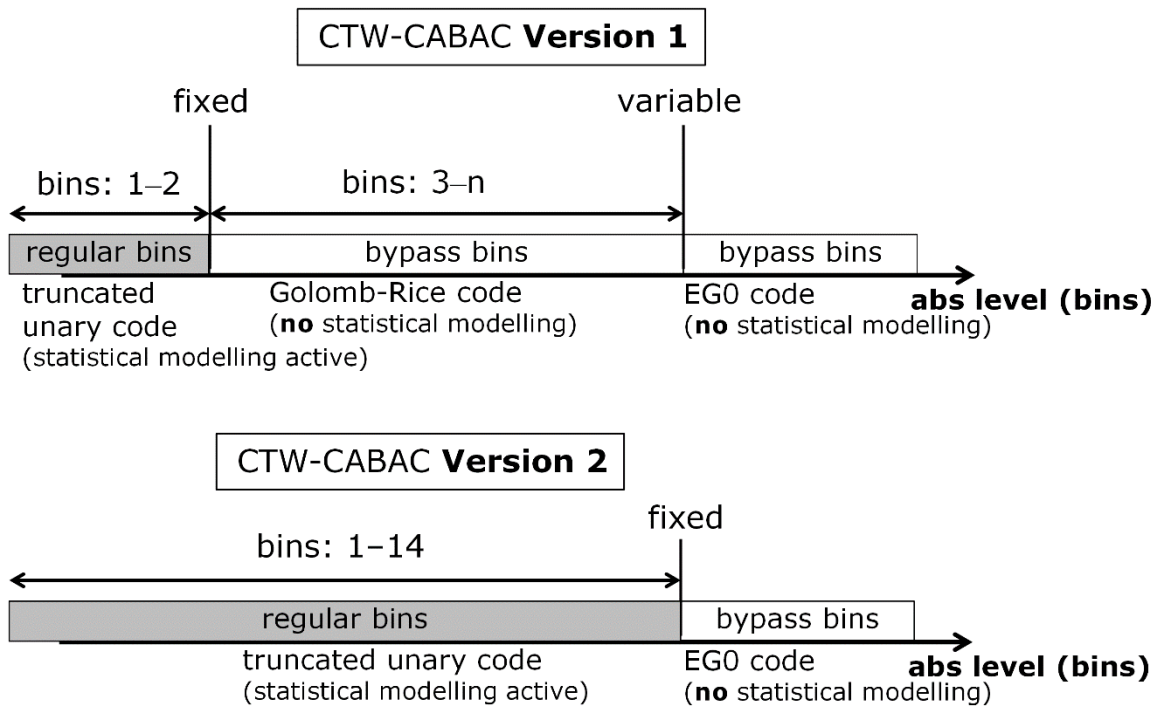 CTW-CABAC Version 1
fixed
variable
bins: 1–2
bins: 3–n
regular bins
bypass bins
bypass bins
truncated
unary code
(statistical modelling active)
Golomb-Rice code
(no statistical modelling)
EG0 code
(no statistical modelling)
abs level (bins)
CTW-CABAC Version 2
fixed
bins: 1–14
regular bins
bypass bins
truncated unary code
(statistical modelling active)
EG0 code
(no statistical modelling)
abs level (bins)